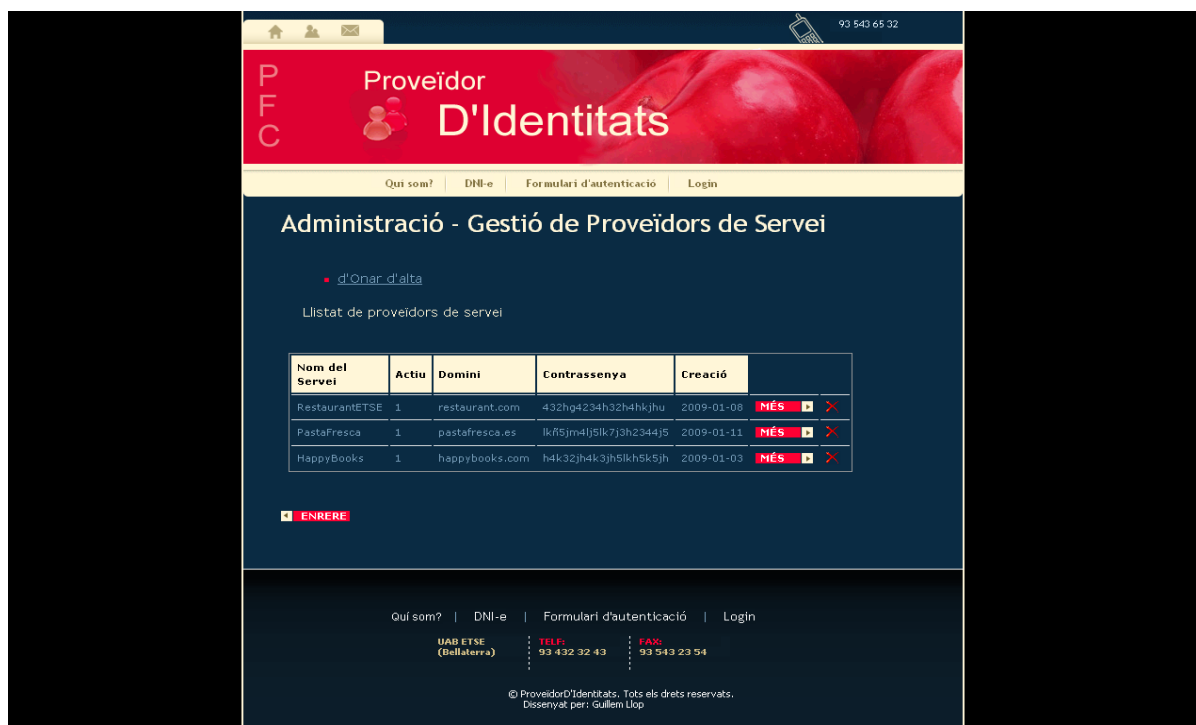 93 543 65 32
P
F
C
Proveïdor
D'Identitats
Qui som? DNI-e Formulari d'autenticació Login
Administració - Gestió de Proveïdors de Servei
d'Onar d'alta
Llistat de proveïdors de servei
Nom del Servei Actiu Domini Contrassenya Creació
RestaurantETSE 1 restaurant.com 432hg4234h32h4hkjhu 2009-01-08 MÉS
PastaFresca 1 pastafresca.es lkñ5jm4lj5lk7j3h2344j5 2009-01-11 MÉS
HappyBooks 1 happybooks.com h4k32jh4k3jh5lkh5k5jh 2009-01-03 MÉS
ENRERE
Quí som? | DNI-e | Formulari d'autenticació | Login
UAB ETSE TELF: FAX:
(Bellaterra) 93 432 32 43 93 543 23 54
© ProveïdorD'Identitats. Tots els drets reservats.
Dissenyat per: Guillem Llop